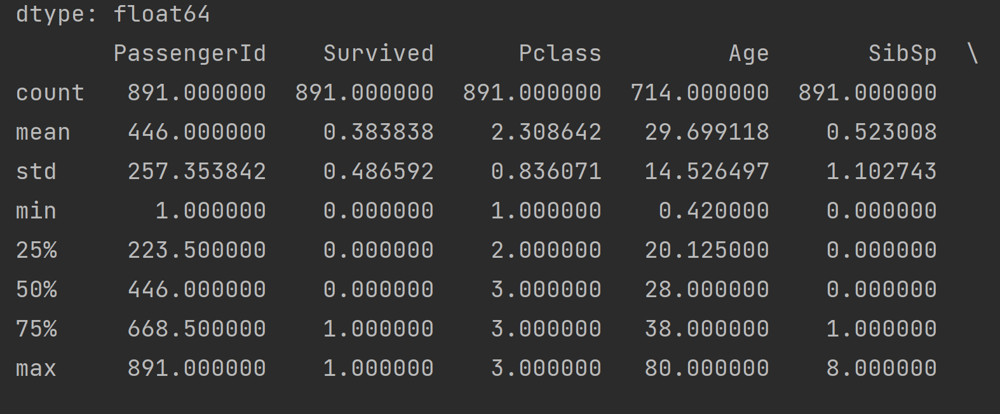 dtype: float64
       PassengerId    Survived      Pclass         Age       SibSp  \
count   891.000000  891.000000  891.000000  714.000000  891.000000
mean    446.000000    0.383838    2.308642   29.699118    0.523008
std     257.353842    0.486592    0.836071   14.526497    1.102743
min       1.000000    0.000000    1.000000    0.420000    0.000000
25%     223.500000    0.000000    2.000000   20.125000    0.000000
50%     446.000000    0.000000    3.000000   28.000000    0.000000
75%     668.500000    1.000000    3.000000   38.000000    1.000000
max     891.000000    1.000000    3.000000   80.000000    8.000000